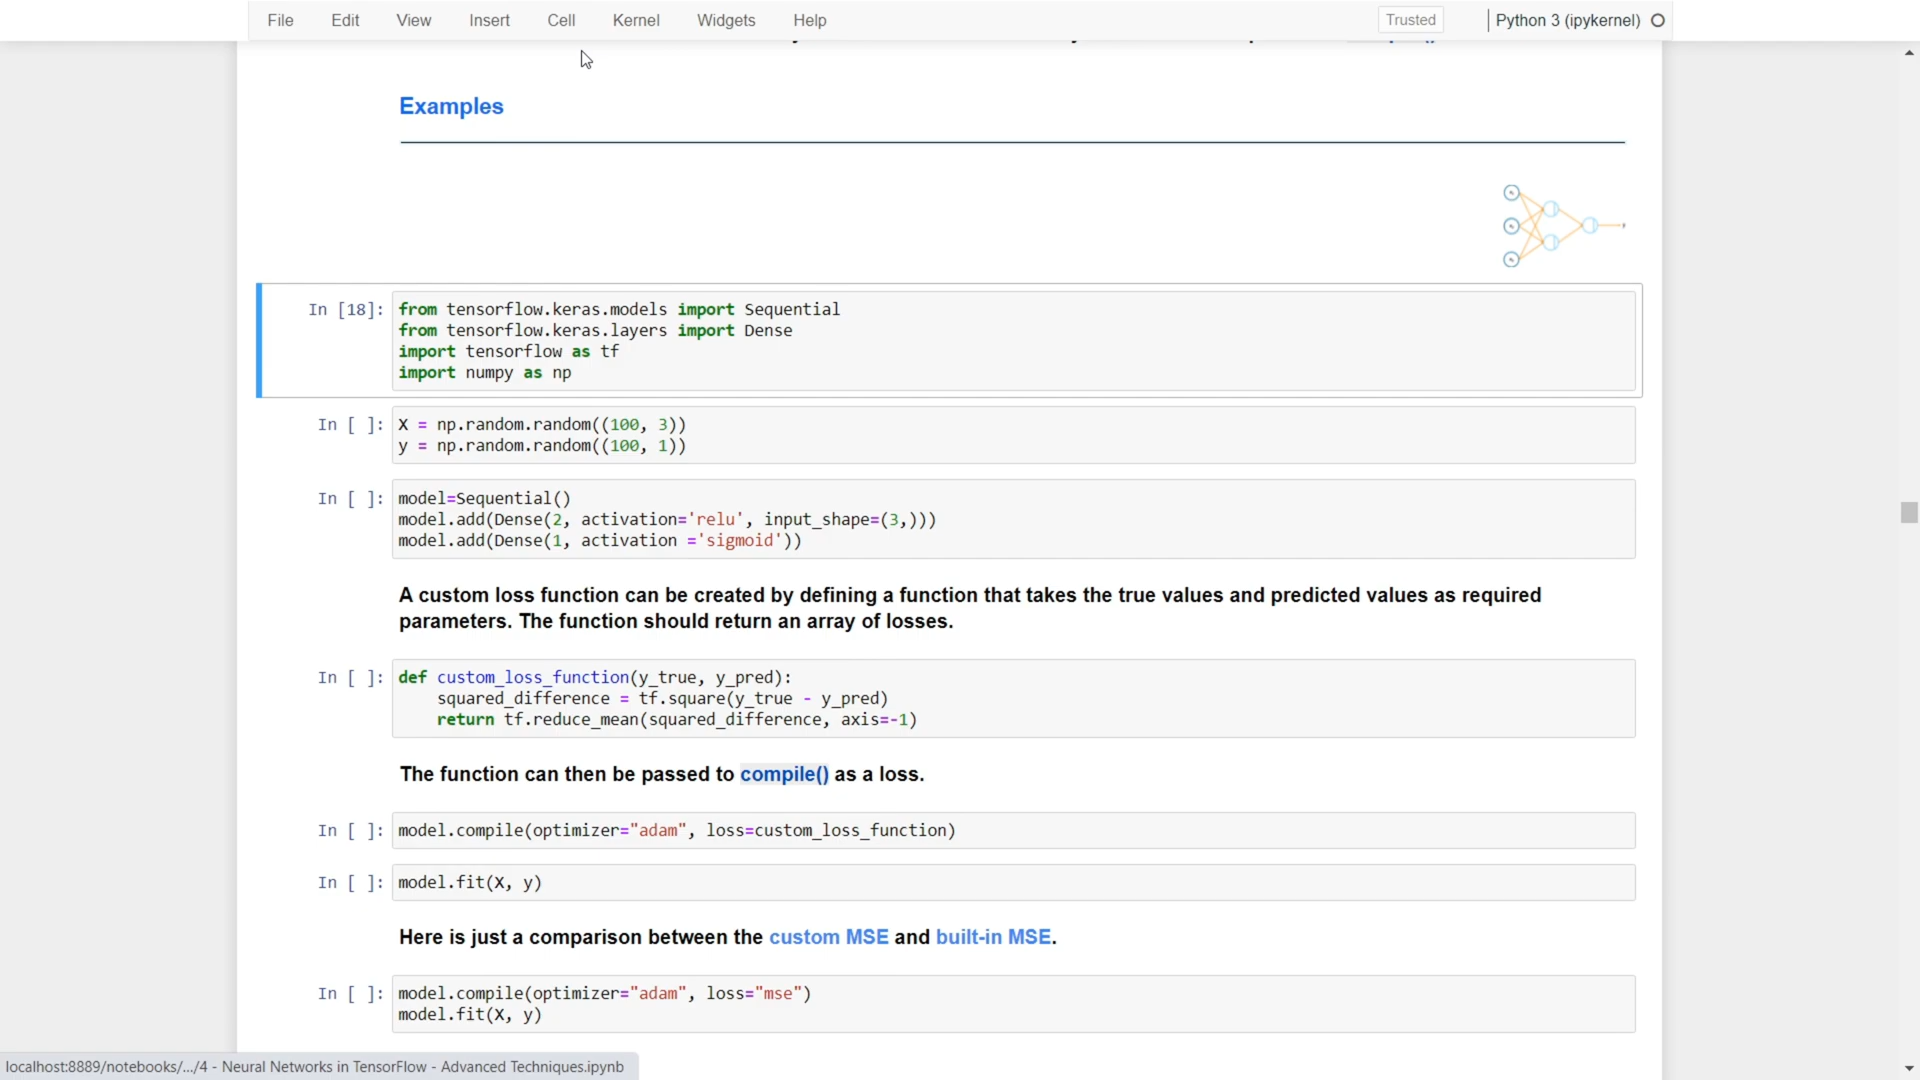 File Edit View Insert Cell Kernel Widgets Help Trusted Python 3 (ipykernel)
Examples
In [18]: from tensorflow.keras.models import Sequential
from tensorflow.keras.layers import Dense
import tensorflow as tf
import numpy as np
In [ ]: X = np.random.random((100, 3))
y = np.random.random((100, 1))
In [ ]: model=Sequential()
model.add(Dense(2, activation='relu', input_shape=(3,)))
model.add(Dense(1, activation ='sigmoid'))
A custom loss function can be created by defining a function that takes the true values and predicted values as required
parameters. The function should return an array of losses.
In [ ]: def custom_loss_function(y_true, y_pred):
    squared_difference = tf.square(y_true - y_pred)
    return tf.reduce_mean(squared_difference, axis=-1)
The function can then be passed to compile() as a loss.
In [ ]: model.compile(optimizer="adam", loss=custom_loss_function)
In [ ]: model.fit(X, y)
Here is just a comparison between the custom MSE and built-in MSE.
In [ ]: model.compile(optimizer="adam", loss="mse")
model.fit(X, y)
localhost:8889/notebooks/.../4 - Neural Networks in TensorFlow - Advanced Techniques.ipynb